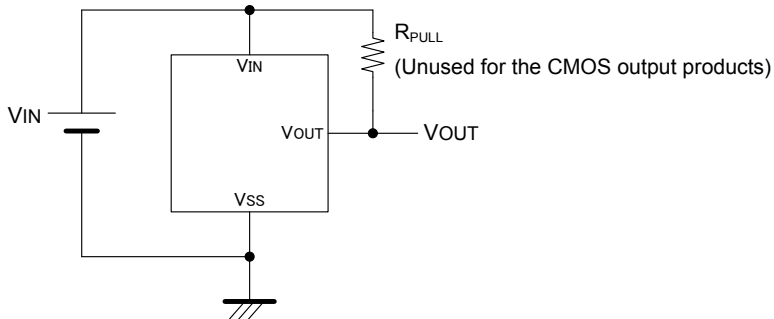 RPULL
(Unused for the CMOS output products)
VIN
VIN
VOUT
VOUT
VSS